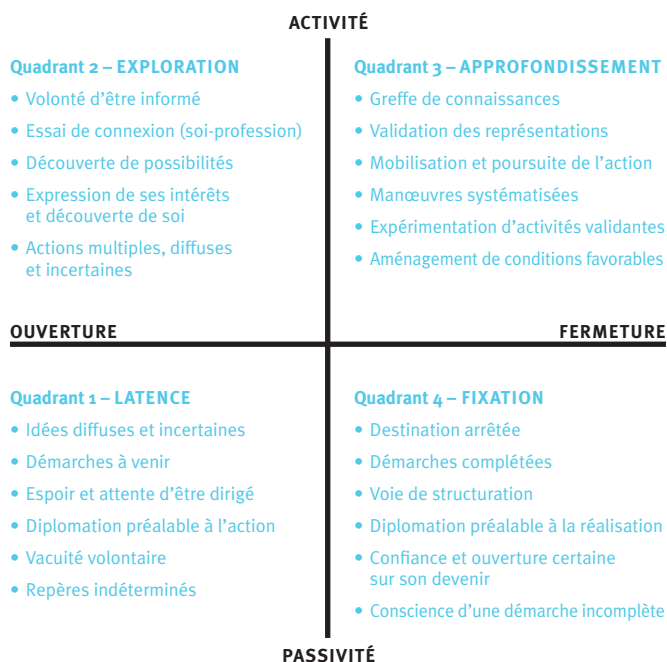 ACTIVITÉ
Quadrant 2 – EXPLORATION
• Volonté d'être informé
• Essai de connexion (soi-profession)
• Découverte de possibilités
• Expression de ses intérêts
et découverte de soi
• Actions multiples, diffuses
et incertaines
Quadrant 3 – APPROFONDISSEMENT
• Greffe de connaissances
• Validation des représentations
• Mobilisation et poursuite de l'action
• Manœuvres systématisées
• Expérimentation d'activités validantes
• Aménagement de conditions favorables
OUVERTURE
FERMETURE
Quadrant 1 – LATENCE
• Idées diffuses et incertaines
• Démarches à venir
• Espoir et attente d'être dirigé
• Diplomation préalable à l'action
• Vacuité volontaire
• Repères indéterminés
Quadrant 4 – FIXATION
• Destination arrêtée
• Démarches complétées
• Voie de structuration
• Diplomation préalable à la réalisation
• Confiance et ouverture certaine
sur son devenir
• Conscience d'une démarche incomplète
PASSIVITÉ